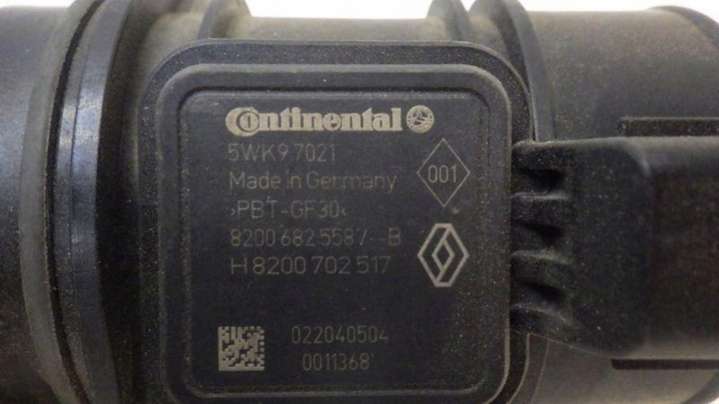 Continental
5WK9 7021
001
Made in Germany
›PBT-GF30‹
8200 682 558 / --B
H 8200 702 517
022040504
0011368